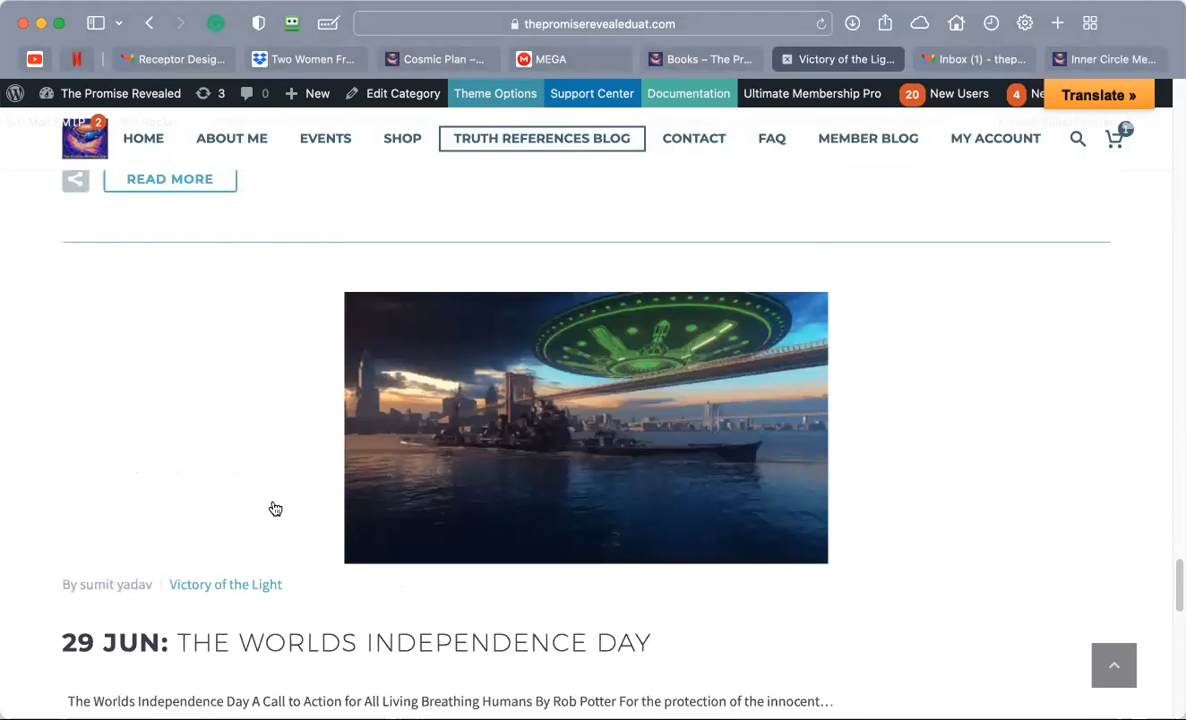 thepromiserevealeduat.com
Receptor Desig...
Two Women Fr...
Cosmic Plan –...
MEGA
Books – The Pr...
Victory of the Lig...
Inbox (1) - thep...
Inner Circle Me...
The Promise Revealed
3
0
New
Edit Category
Theme Options
Support Center
Documentation
Ultimate Membership Pro
20 New Users
4
Translate »
2
HOME
ABOUT ME
EVENTS
SHOP
TRUTH REFERENCES BLOG
CONTACT
FAQ
MEMBER BLOG
MY ACCOUNT
READ MORE
By sumit yadav
Victory of the Light
29 JUN: THE WORLDS INDEPENDENCE DAY
The Worlds Independence Day A Call to Action for All Living Breathing Humans By Rob Potter For the protection of the innocent...